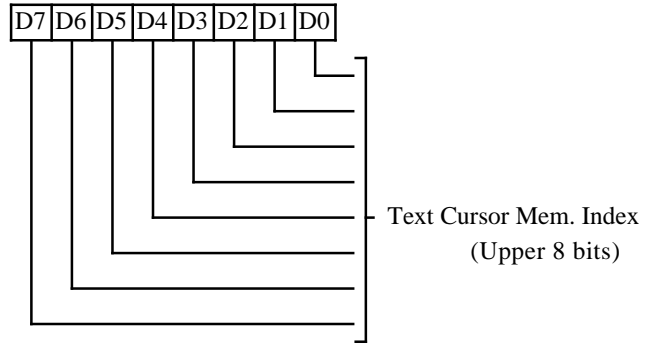 D7 D6 D5 D4 D3 D2 D1 D0
Text Cursor Mem. Index
(Upper 8 bits)